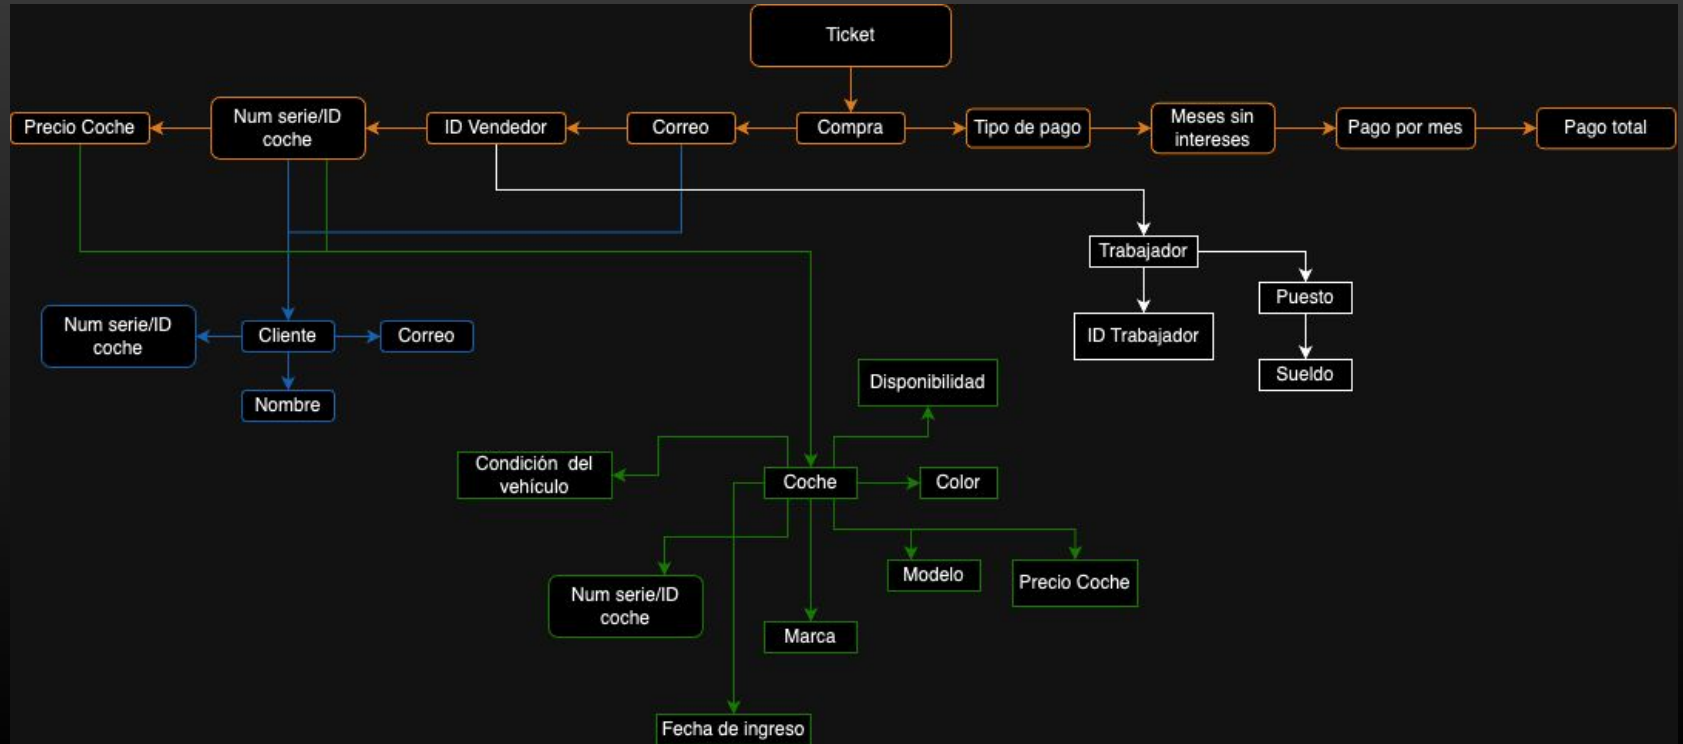 Ticket
Precio Coche
Num serie/ID
coche
ID Vendedor
Correo
Compra
Tipo de pago
Meses sin
intereses
Pago por mes
Pago total
Trabajador
Puesto
ID Trabajador
Sueldo
Num serie/ID
coche
Cliente
Correo
Nombre
Disponibilidad
Condición del
vehículo
Coche
Color
Modelo
Precio Coche
Num serie/ID
coche
Marca
Fecha de ingreso